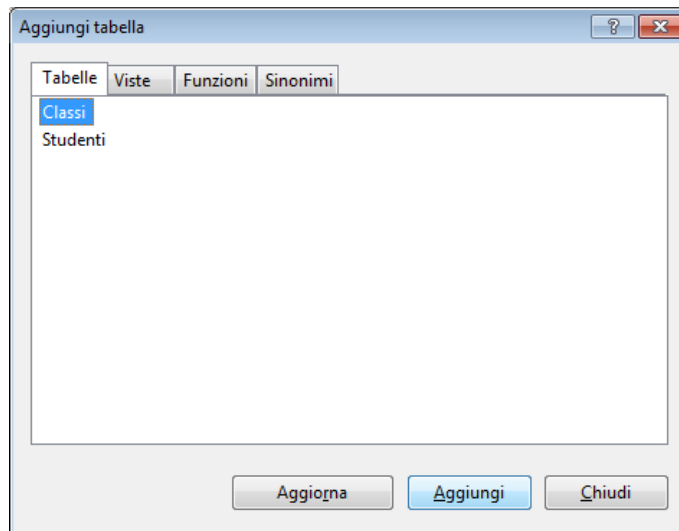 Aggiungi tabella
Tabelle Viste Funzioni Sinonimi
Classi
Studenti
Aggiorna Aggiungi Chiudi